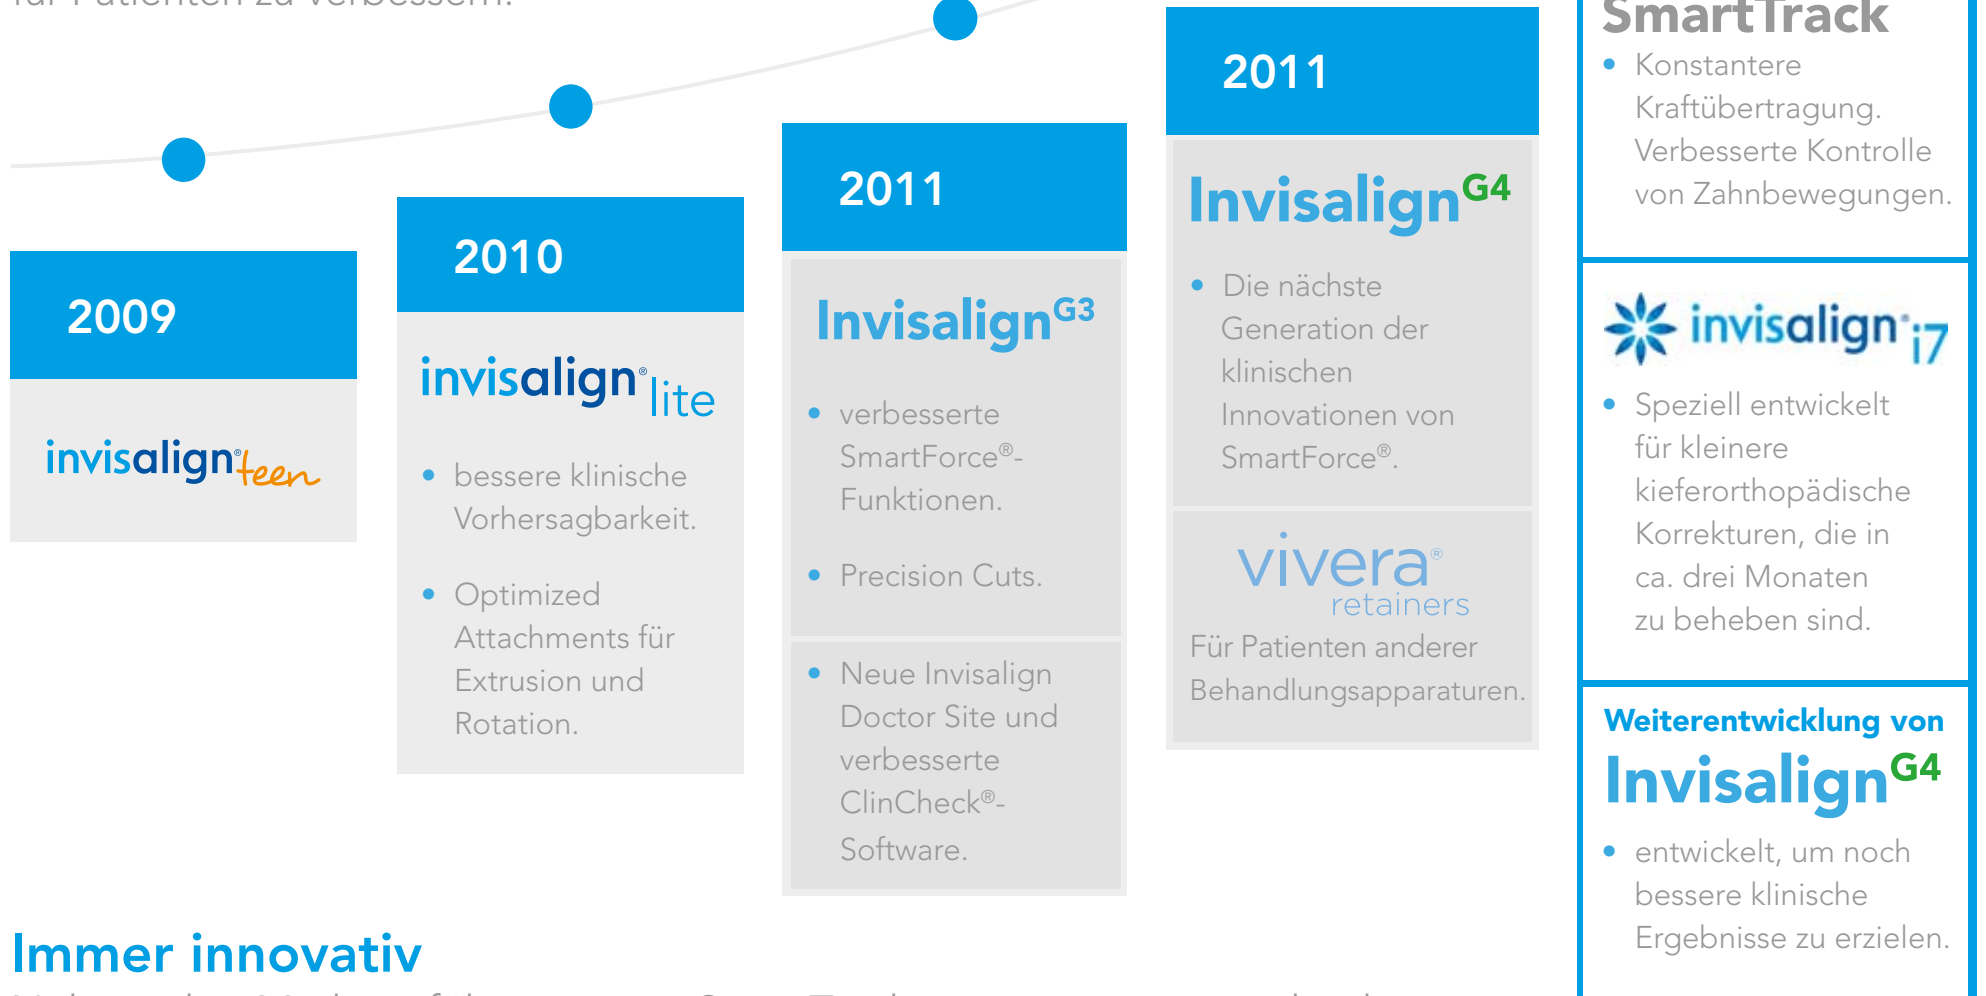 für Patienten zu verbessern.
2009
invisalign® teen
2010
invisalign® lite
• bessere klinische
Vorhersagbarkeit.
• Optimized
Attachments für
Extrusion und
Rotation.
2011
InvisalignG3
• verbesserte
SmartForce®-
Funktionen.
• Precision Cuts.
• Neue Invisalign
Doctor Site und
verbesserte
ClinCheck®-
Software.
2011
InvisalignG4
• Die nächste
Generation der
klinischen
Innovationen von
SmartForce®.
vivera®
retainers
Für Patienten anderer
Behandlungsapparaturen.
SmartTrack
• Konstantere
Kraftübertragung.
Verbesserte Kontrolle
von Zahnbewegungen.
invisalign® i7
• Speziell entwickelt
für kleinere
kieferorthopädische
Korrekturen, die in
ca. drei Monaten
zu beheben sind.
Weiterentwicklung von
InvisalignG4
• entwickelt, um noch
bessere klinische
Ergebnisse zu erzielen.
Immer innovativ